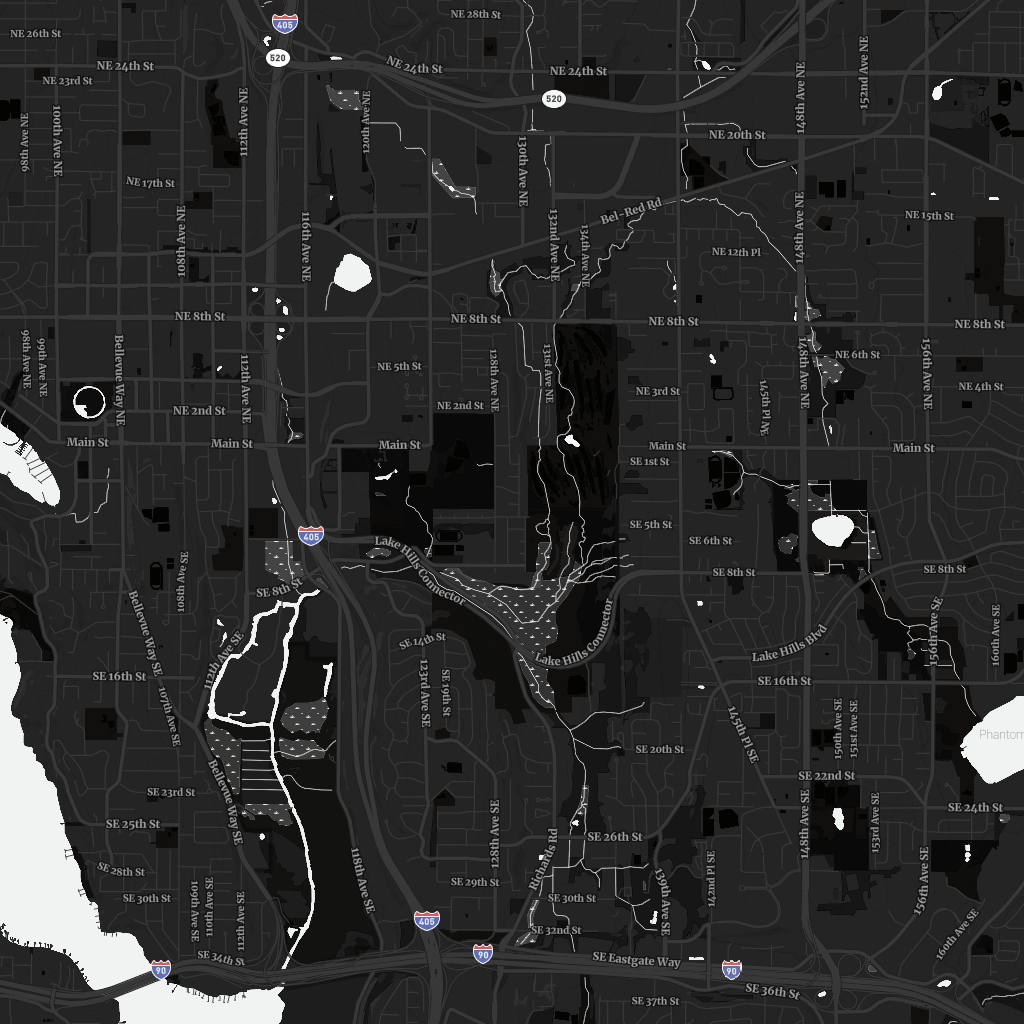 NE 28th St
405
NE 26th St
520
NE 24th St
NE 24th St
NE 24th St
NE 23rd St
520
152nd Ave NE
148th Ave NE
112th Ave NE
120th Ave NE
100th Ave NE
98th Ave NE
NE 20th St
130th Ave NE
NE 17th St
108th Ave NE
116th Ave NE
Bel-Red Rd
132nd Ave NE
134th Ave NE
148th Ave NE
NE 15th St
NE 12th Pl
NE 8th St
NE 8th St
NE 8th St
NE 8th St
98th Ave NE
99th Ave NE
Bellevue Way NE
112th Ave NE
NE 5th St
128th Ave NE
131st Ave NE
NE 6th St
148th Ave NE
156th Ave NE
NE 4th St
NE 3rd St
145th Pl NE
NE 2nd St
NE 2nd St
Main St
Main St
Main St
Main St
Main St
SE 1st St
SE 5th St
405
SE 6th St
Lake Hills Connector
SE 8th St
SE 8th St
SE 8th St
108th Ave SE
Bellevue Way SE
112th Ave SE
SE 14th St
Lake Hills Connector
Lake Hills Blvd
156th Ave SE
160th Ave SE
SE 16th St
SE 16th St
107th Ave SE
123rd Ave SE
SE 19th St
145th Pl SE
150th Ave SE
151st Ave SE
Phantom
SE 20th St
SE 22nd St
SE 23rd St
Bellevue Way SE
SE 24th St
SE 25th St
128th Ave SE
SE 26th St
148th Ave SE
153rd Ave SE
Richards Rd
118th Ave SE
SE 28th St
SE 29th St
SE 30th St
SE 30th St
109th Ave SE
110th Ave SE
112th Ave SE
139th Ave SE
142nd Pl SE
156th Ave SE
160th Ave SE
405
SE 32nd St
SE 34th St
90
90
SE Eastgate Way
90
SE 36th St
SE 37th St